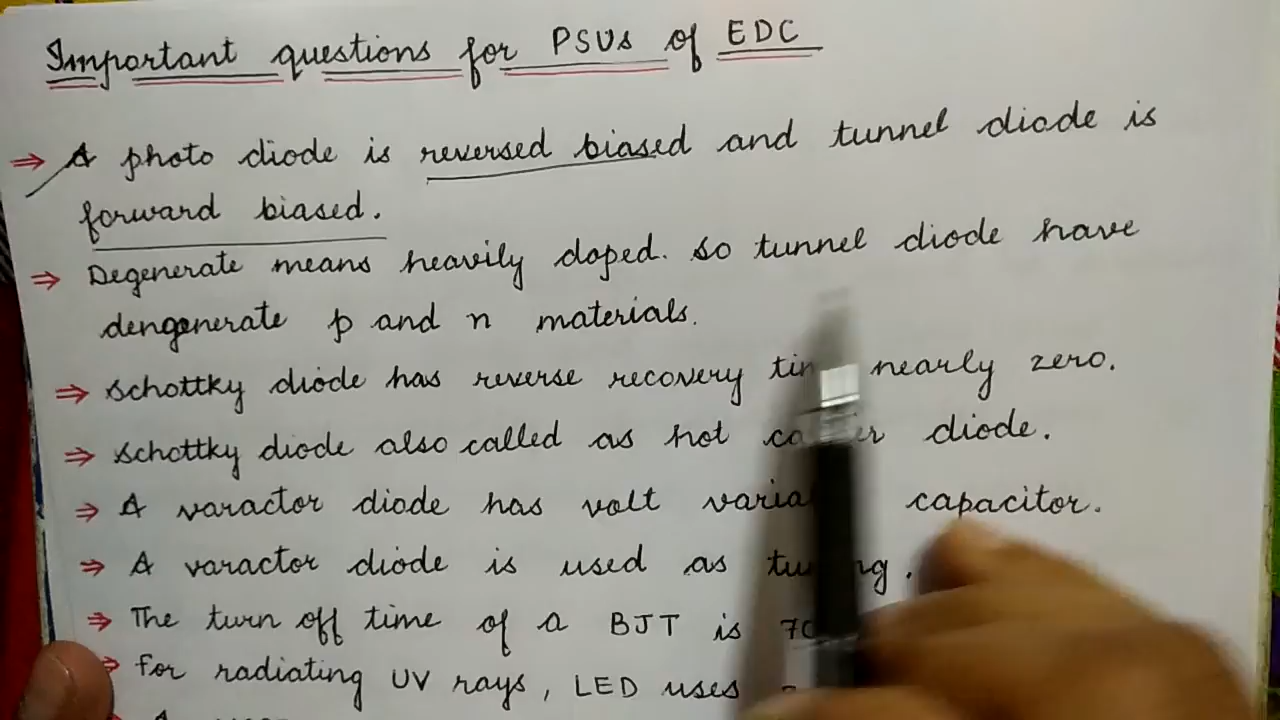 Important questions for PSUs of EDC
⇒ A photo diode is reversed biased and tunnel diode is
forward biased.
⇒ Degenerate means heavily doped. so tunnel diode have
dengenerate p and n materials.
⇒ schottky diode has reverse recovery nearly zero.
⇒ schottky diode also called as hot diode.
⇒ A varactor diode has volt capacitor.
⇒ A varactor diode is used as
⇒ The turn off time of a BJT is
⇒ For radiating UV rays, LED uses
⇒ A